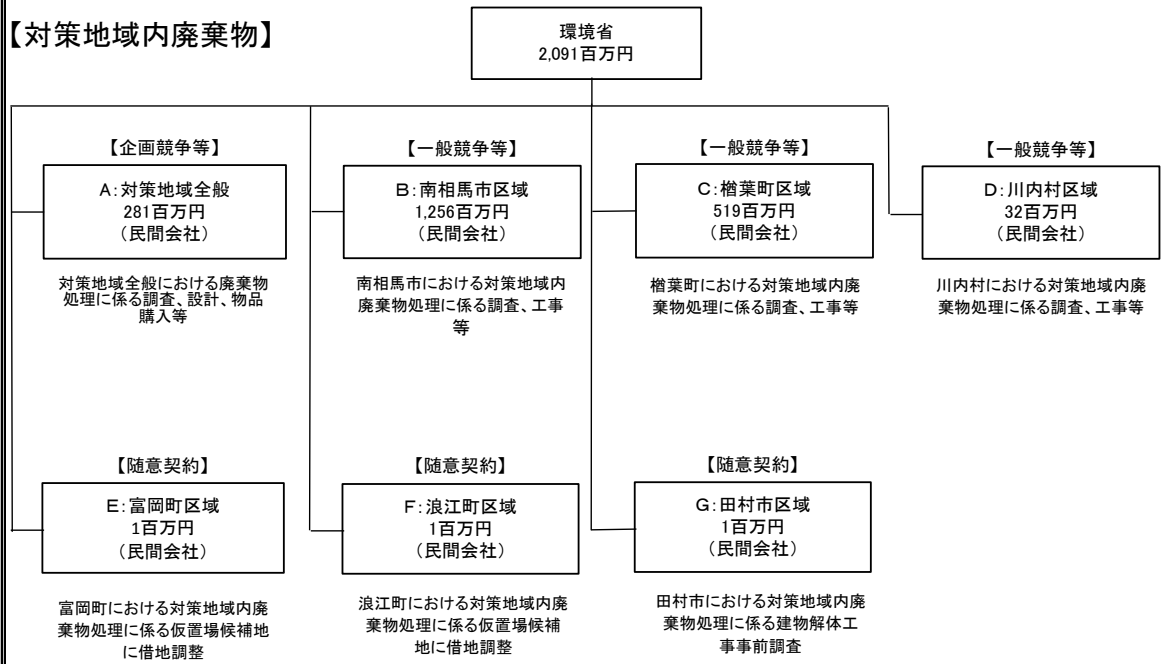 【対策地域内廃棄物】
環境省
2,091百万円
【企画競争等】
A:対策地域全般
281百万円
（民間会社）
対策地域全般における廃棄物
処理に係る調査、設計、物品
購入等
【一般競争等】
B:南相馬市区域
1,256百万円
（民間会社）
南相馬市における対策地域内
廃棄物処理に係る調査、工事
等
【一般競争等】
C:楢葉町区域
519百万円
（民間会社）
楢葉町における対策地域内廃
棄物処理に係る調査、工事等
【一般競争等】
D:川内村区域
32百万円
（民間会社）
川内村における対策地域内廃
棄物処理に係る調査、工事等
【随意契約】
E:富岡町区域
1百万円
（民間会社）
富岡町における対策地域内廃
棄物処理に係る仮置場候補地
に借地調整
【随意契約】
F:浪江町区域
1百万円
（民間会社）
浪江町における対策地域内廃
棄物処理に係る仮置場候補
地に借地調整
【随意契約】
G:田村市区域
1百万円
（民間会社）
田村市における対策地域内廃
棄物処理に係る建物解体工
事事前調査